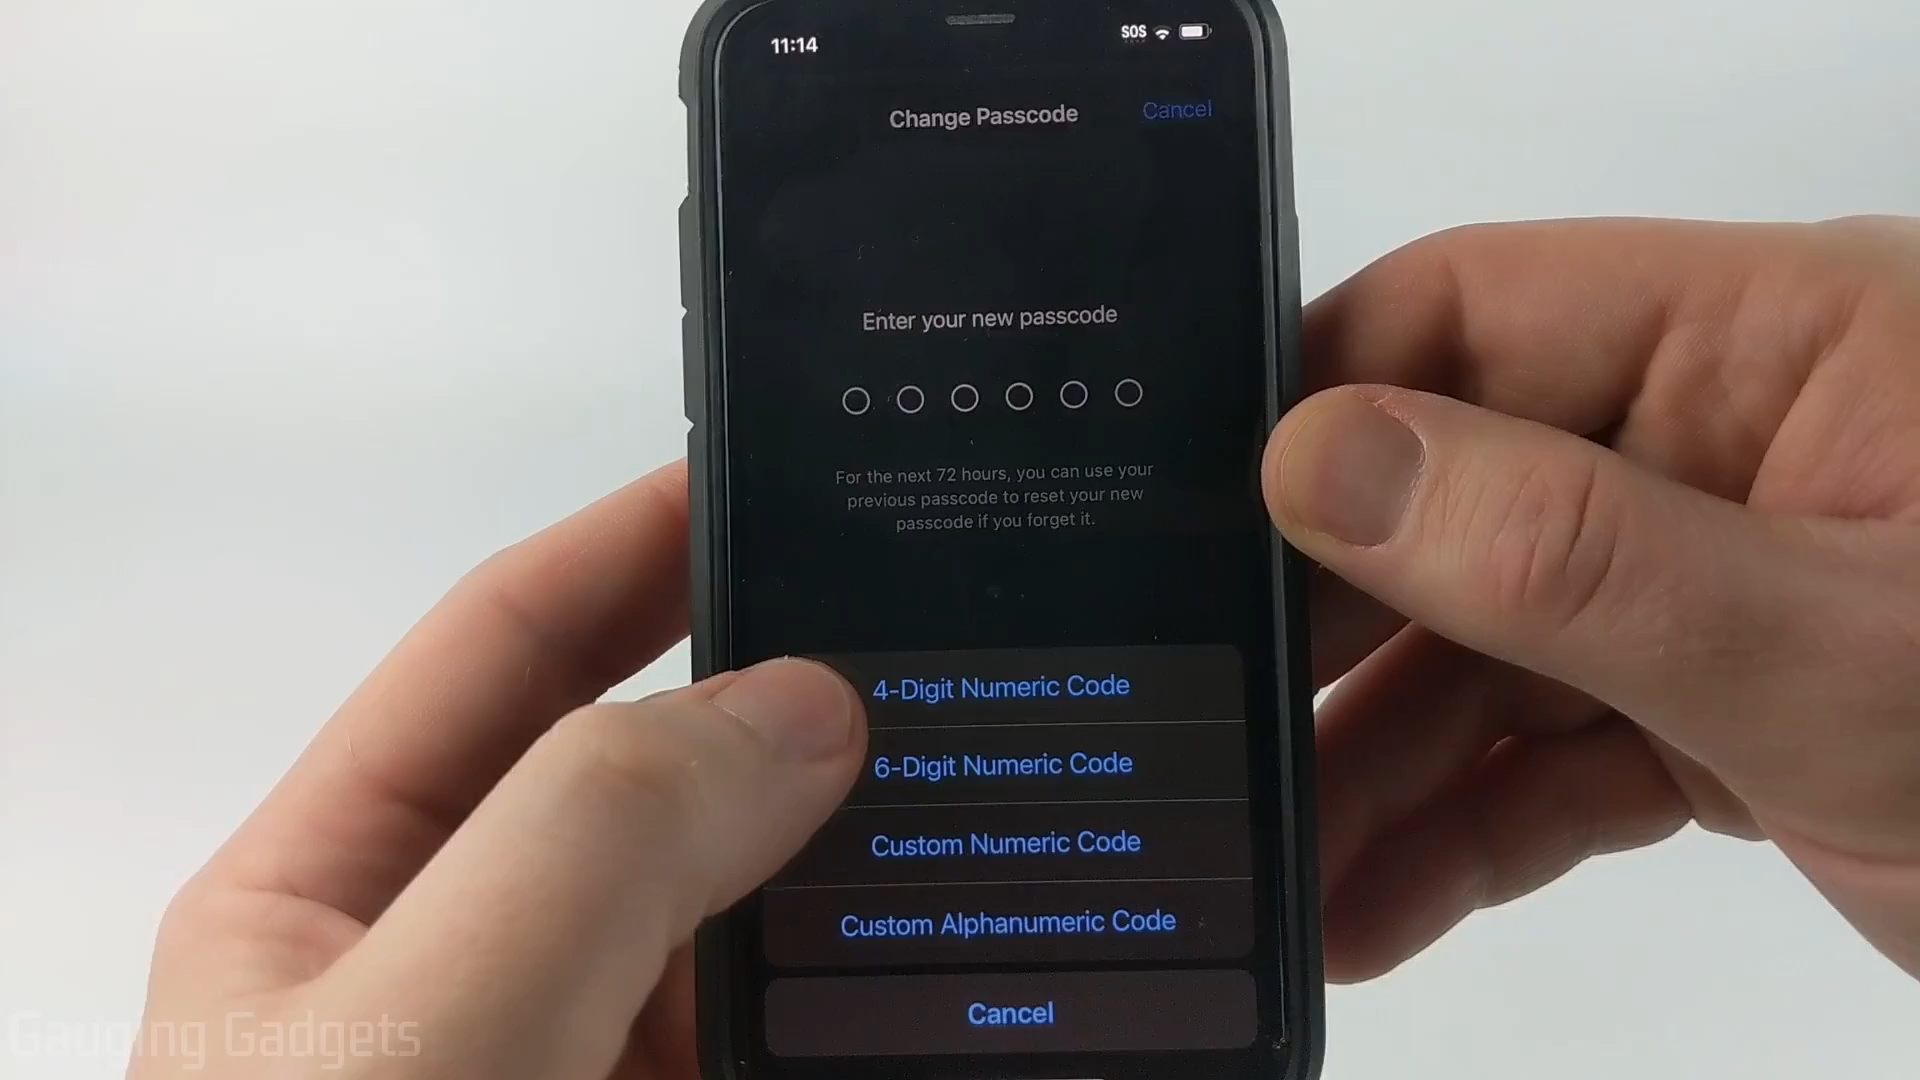 11:14
SOS
Change Passcode
Cancel
Enter your new passcode
For the next 72 hours, you can use your
previous passcode to reset your new
passcode if you forget it.
4-Digit Numeric Code
6-Digit Numeric Code
Custom Numeric Code
Custom Alphanumeric Code
Cancel
Gauging Gadgets